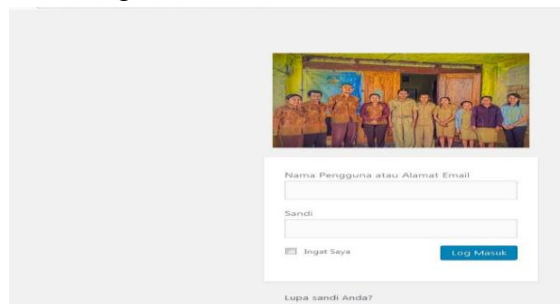 Nama Pengguna atau Alamat Email
Sandi
Ingat Saya
Log Masuk
Lupa sandi Anda?